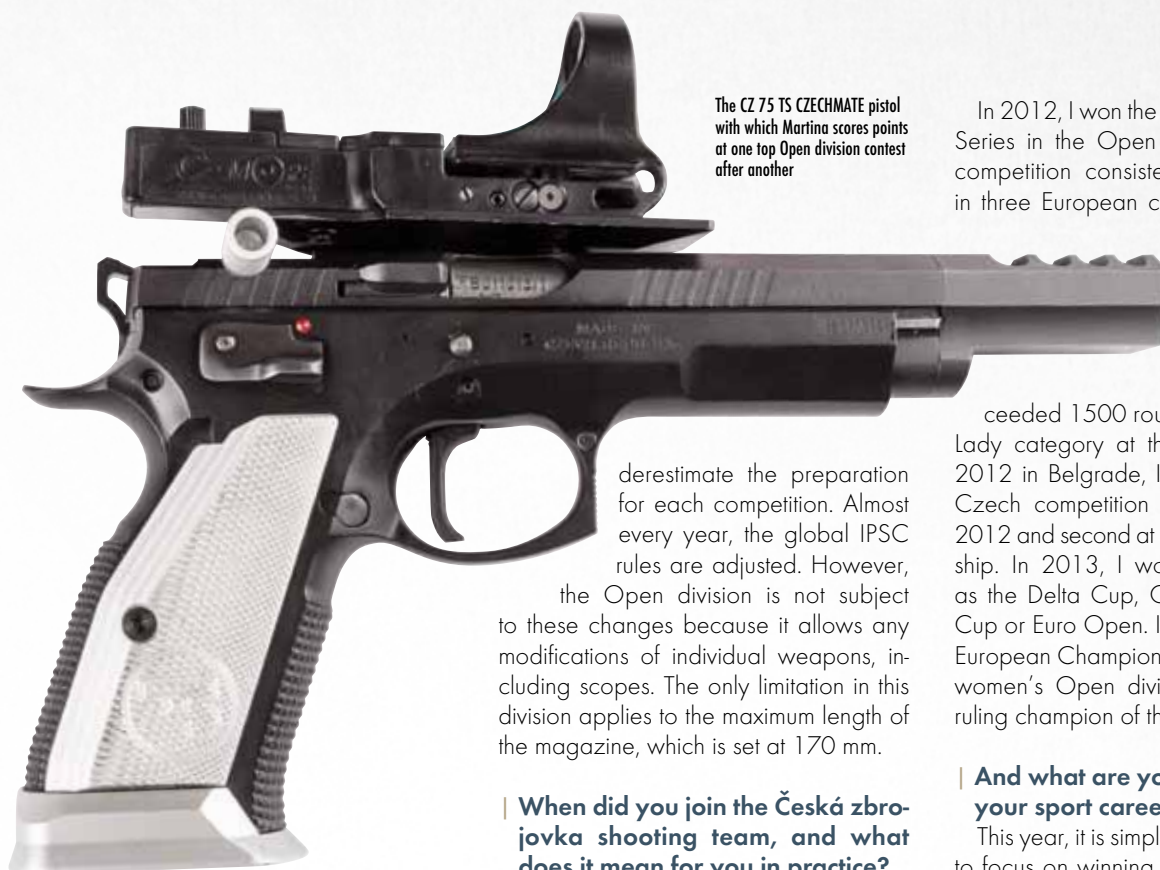 The CZ 75 TS CZECHMATE pistol
with which Martina scores points
at one top Open division contest
after another
derestimate the preparation
for each competition. Almost
every year, the global IPSC
rules are adjusted. However,
the Open division is not subject
to these changes because it allows any
modifications of individual weapons, in-
cluding scopes. The only limitation in this
division applies to the maximum length of
the magazine, which is set at 170 mm.
| When did you join the Česká zbro-
jovka shooting team, and what
does it mean for you in practice?
In 2012, I won the
Series in the Open
competition consiste
in three European c
ceeded 1500 rou
Lady category at th
2012 in Belgrade, I
Czech competition
2012 and second at
ship. In 2013, I wo
as the Delta Cup, C
Cup or Euro Open. I
European Champion
women's Open divi
ruling champion of th
| And what are yo
your sport caree
This year, it is simpl
to focus on winning
C-MORE
MADE IN